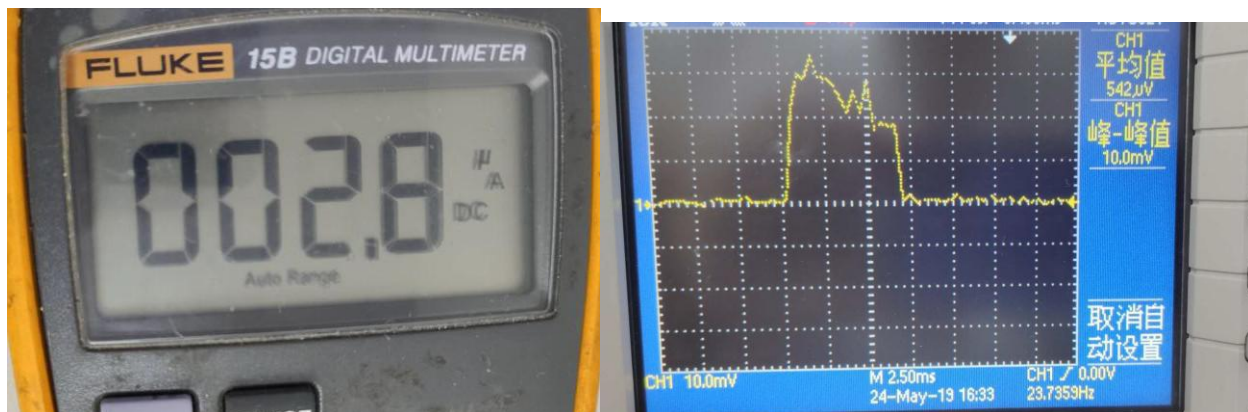 FLUKE 15B DIGITAL MULTIMETER
002.8
μA
DC
Auto Range
CH1
平均值
542μV
CH1
峰-峰值
10.0mV
1
取消自
动设置
CH1 10.0mV M 2.50ms CH1 / 0.00V
24-May-19 16:33 23.7359Hz